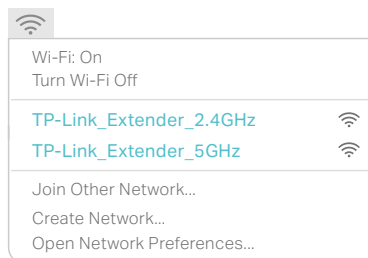 Wi-Fi: On
Turn Wi-Fi Off
TP-Link_Extender_2.4GHz
TP-Link_Extender_5GHz
Join Other Network...
Create Network...
Open Network Preferences...